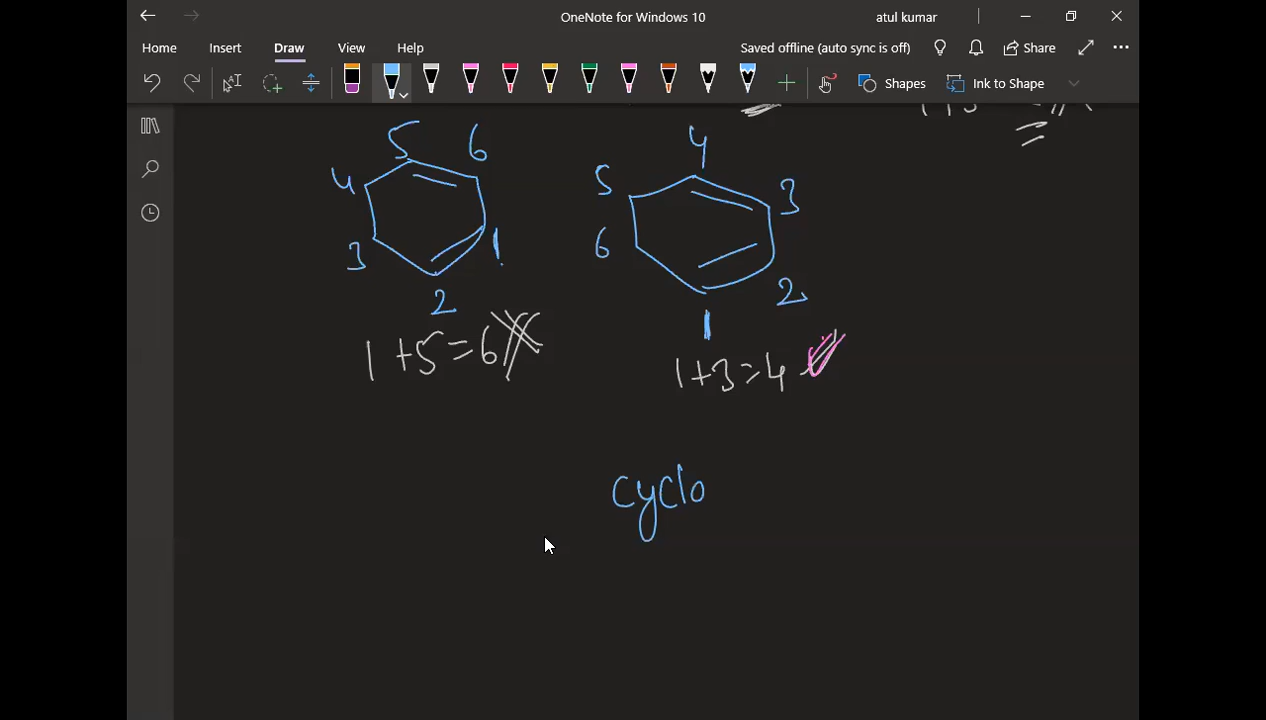 OneNote for Windows 10
atul kumar
Home Insert Draw View Help
Saved offline (auto sync is off)
Share
Shapes
Ink to Shape
5 6
4
3 1
2
1+5=6
4
5 3
6
2
1
1+3=4
cyclo